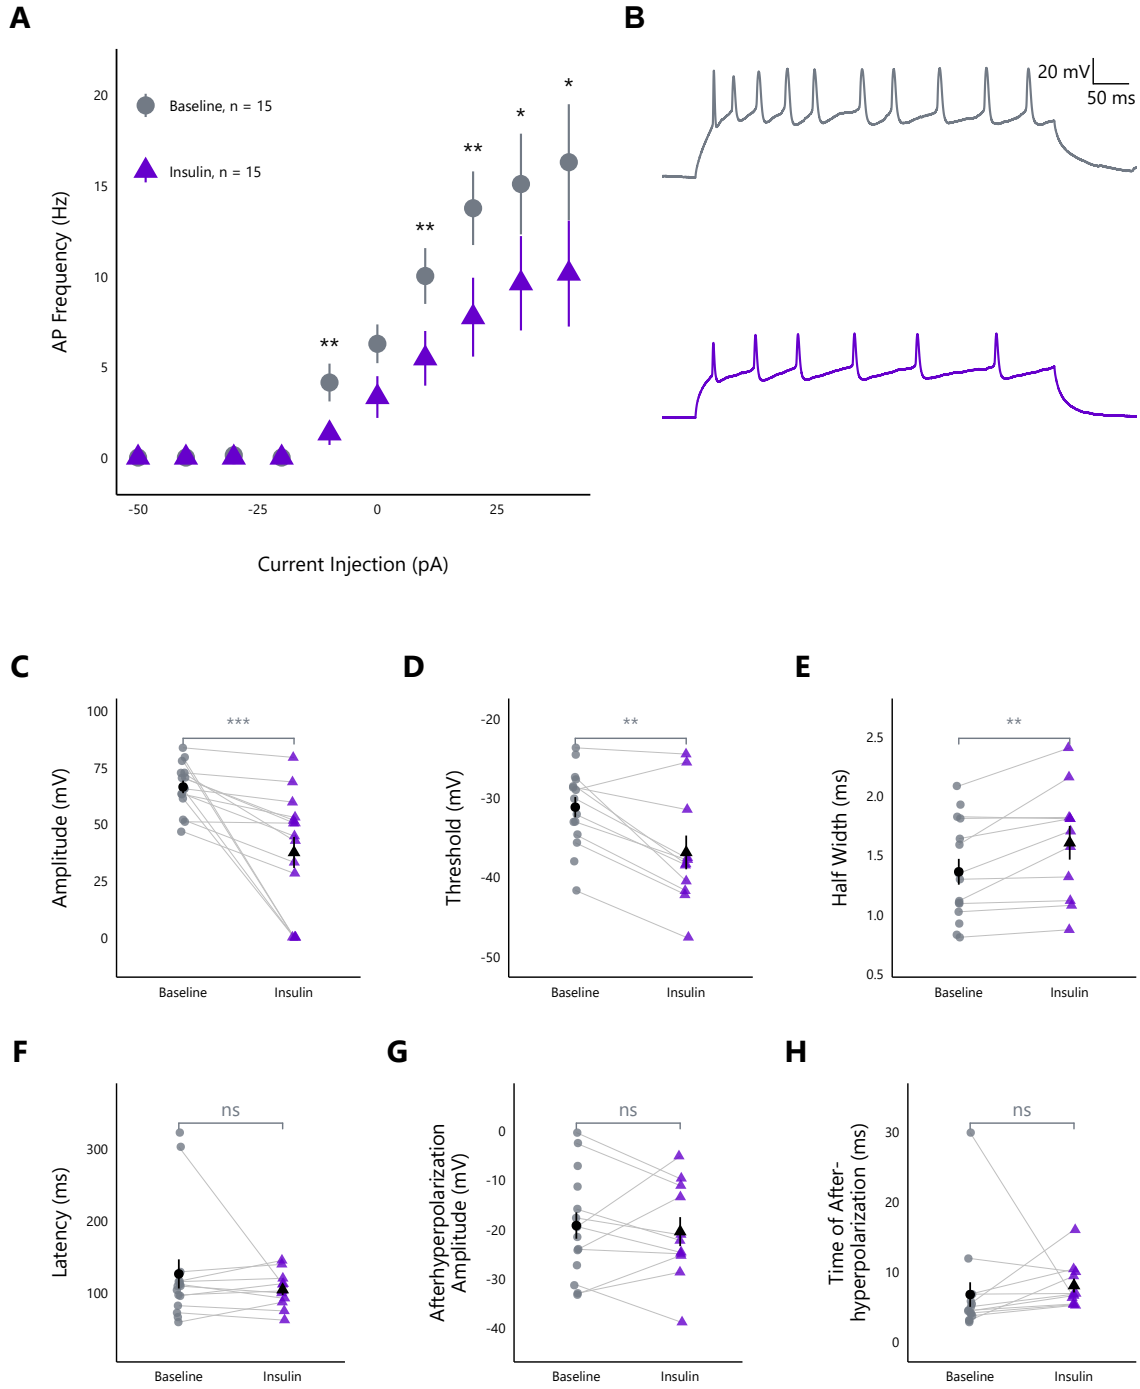 A
B
AP Frequency (Hz)
20
15
10
5
0
Baseline, n = 15
Insulin, n = 15
**
**
**
*
*
-50
-25
0
25
Current Injection (pA)
20 mV
50 ms
C
Amplitude (mV)
100
75
50
25
0
***
Baseline
Insulin
D
Threshold (mV)
-20
-30
-40
-50
**
Baseline
Insulin
E
Half Width (ms)
2.5
2.0
1.5
1.0
0.5
**
Baseline
Insulin
F
Latency (ms)
300
200
100
ns
Baseline
Insulin
G
Afterhyperpolarization
Amplitude (mV)
0
-10
-20
-30
-40
ns
Baseline
Insulin
H
Time of After-
hyperpolarization (ms)
30
20
10
0
ns
Baseline
Insulin